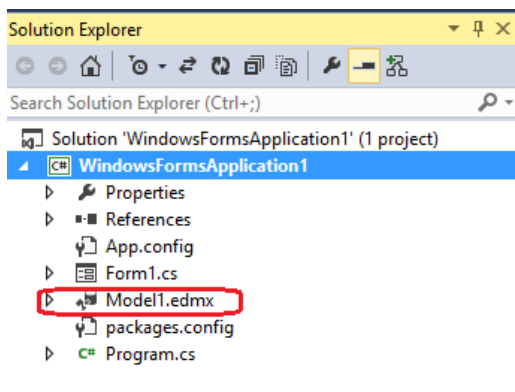 Solution Explorer
Search Solution Explorer (Ctrl+;)
Solution 'WindowsFormsApplication1' (1 project)
C# WindowsFormsApplication1
Properties
References
App.config
Form1.cs
Model1.edmx
packages.config
C# Program.cs